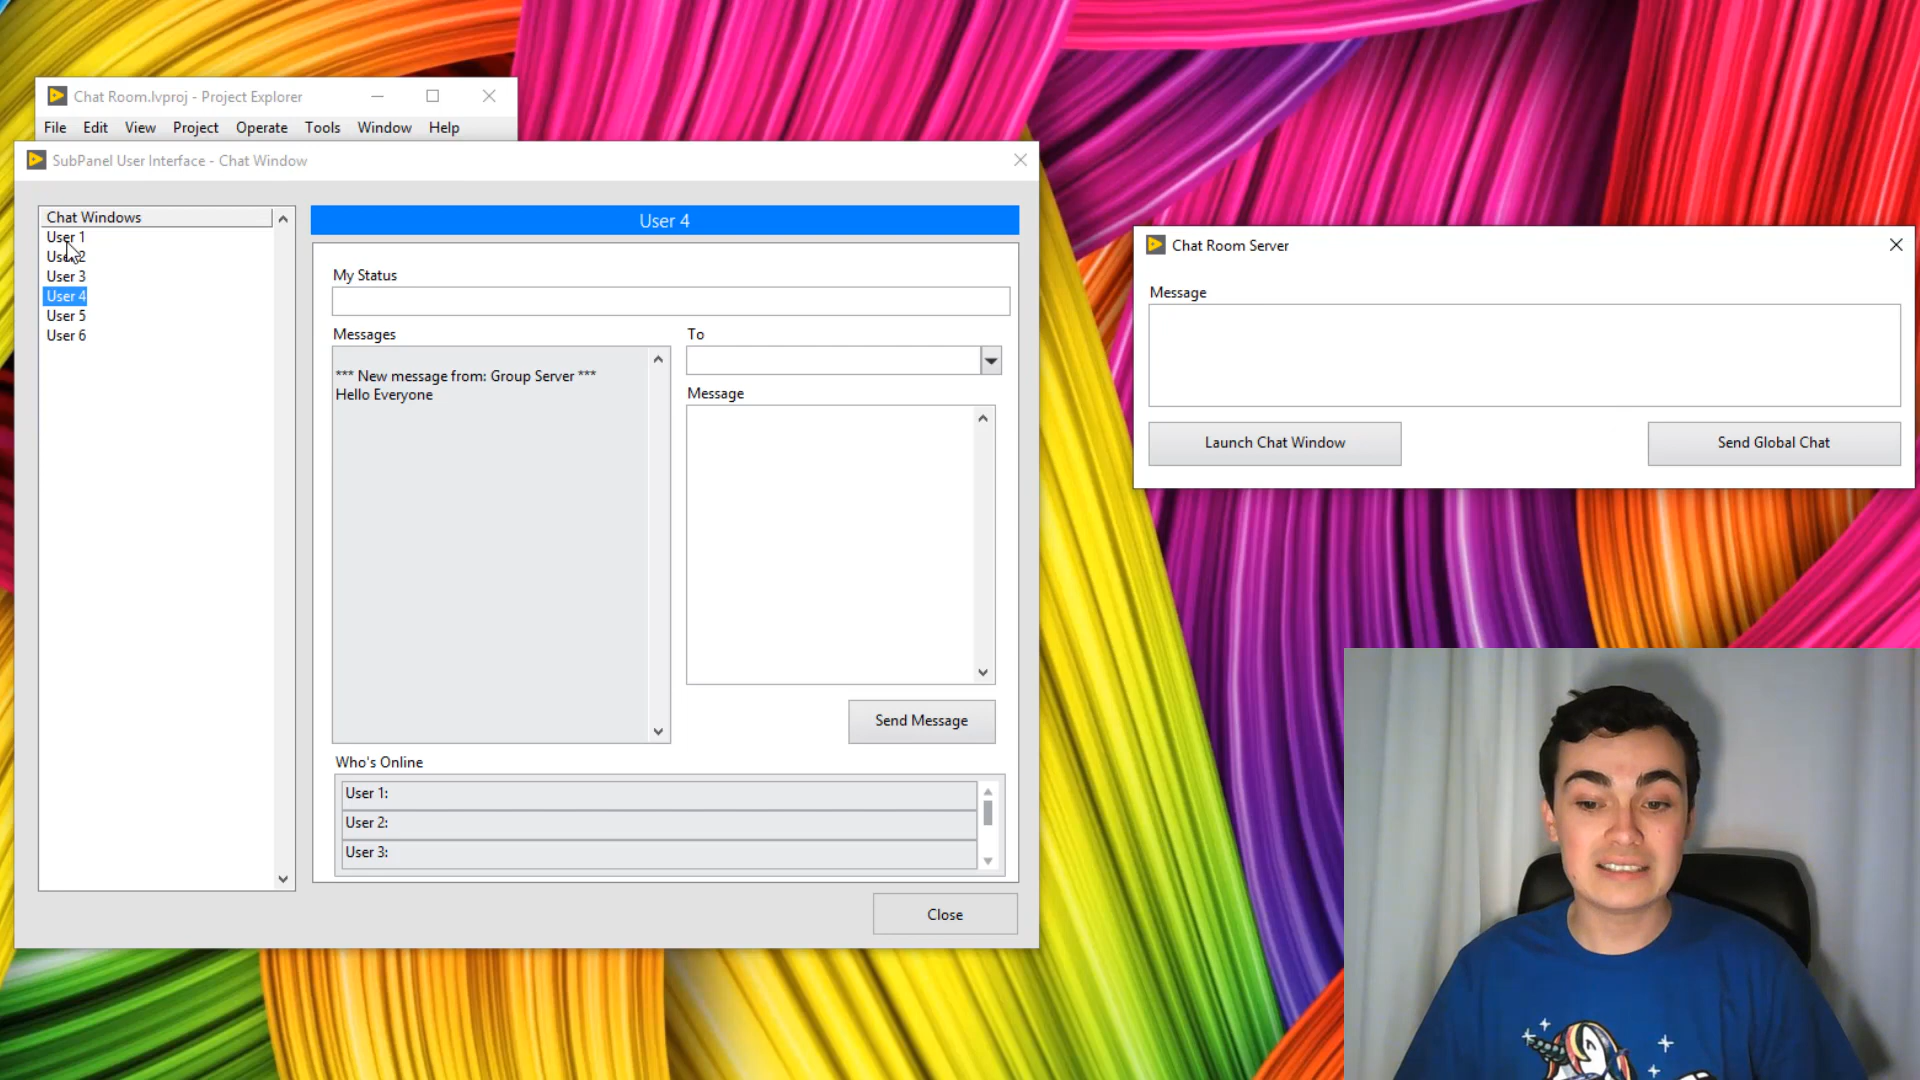 Chat Room.lvproj - Project Explorer
File Edit View Project Operate Tools Window Help
SubPanel User Interface - Chat Window
Chat Windows
User 1
User 2
User 3
User 4
User 5
User 6
User 4
My Status
Messages
*** New message from: Group Server ***
Hello Everyone
To
Message
Send Message
Who's Online
User 1:
User 2:
User 3:
Close
Chat Room Server
Message
Launch Chat Window
Send Global Chat